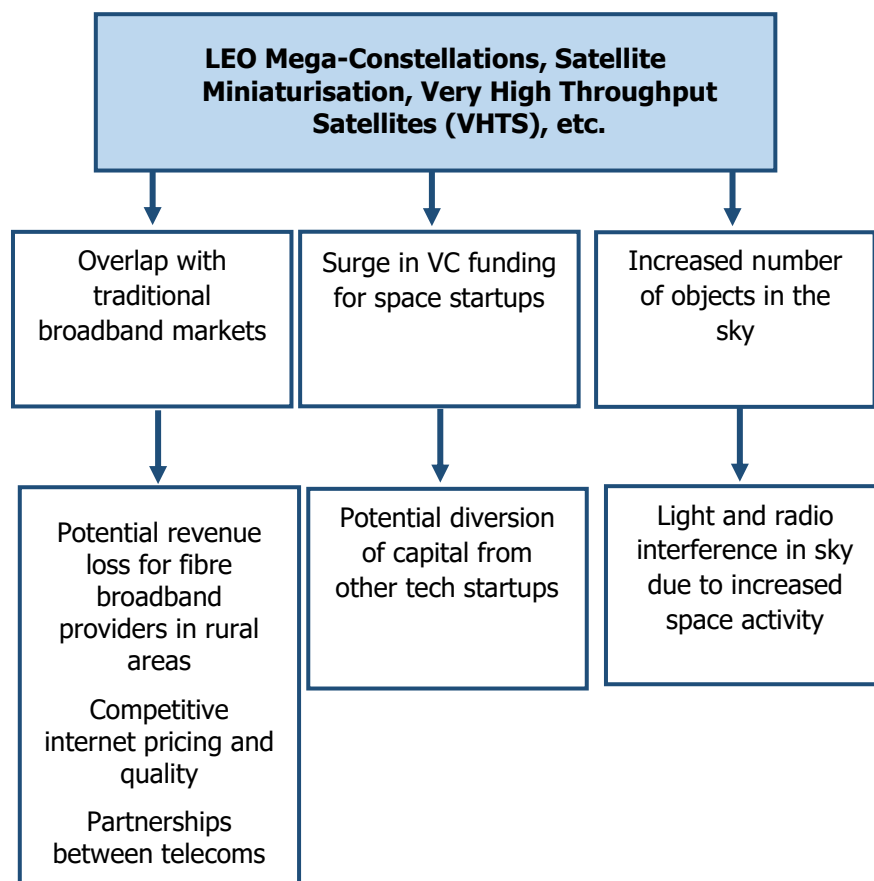 LEO Mega-Constellations, Satellite
Miniaturisation, Very High Throughput
Satellites (VHTS), etc.
Overlap with
traditional
broadband markets
Surge in VC funding
for space startups
Increased number
of objects in the
sky
Potential revenue
loss for fibre
broadband
providers in rural
areas
Competitive
internet pricing and
quality
Partnerships
between telecoms
Potential diversion
of capital from
other tech startups
Light and radio
interference in sky
due to increased
space activity